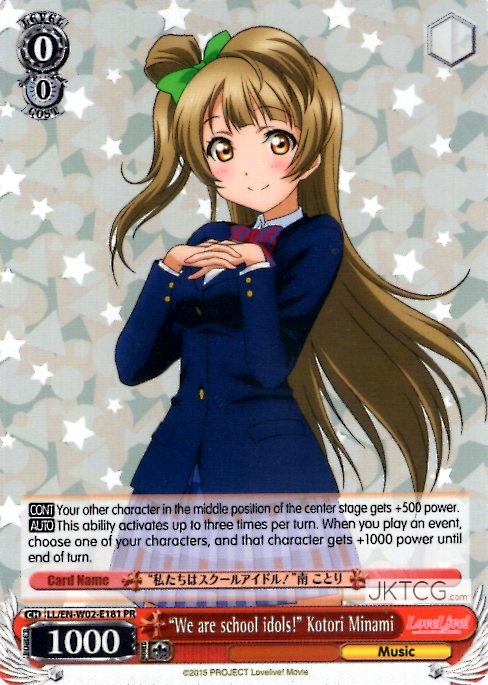 LEVEL
0
0
COST
CONT Your other character in the middle position of the center stage gets +500 power.
AUTO This ability activates up to three times per turn. When you play an event,
choose one of your characters, and that character gets +1000 power until
end of turn.
Card Name
"私たちはスクールアイドル!"南 ことり
JKTCG.com
CH LL/EN-W02-E181 PR
POWER
1000
SOUL
"We are school idols!" Kotori Minami
LoveLive!
Music
©2015 PROJECT Lovelive! Movie